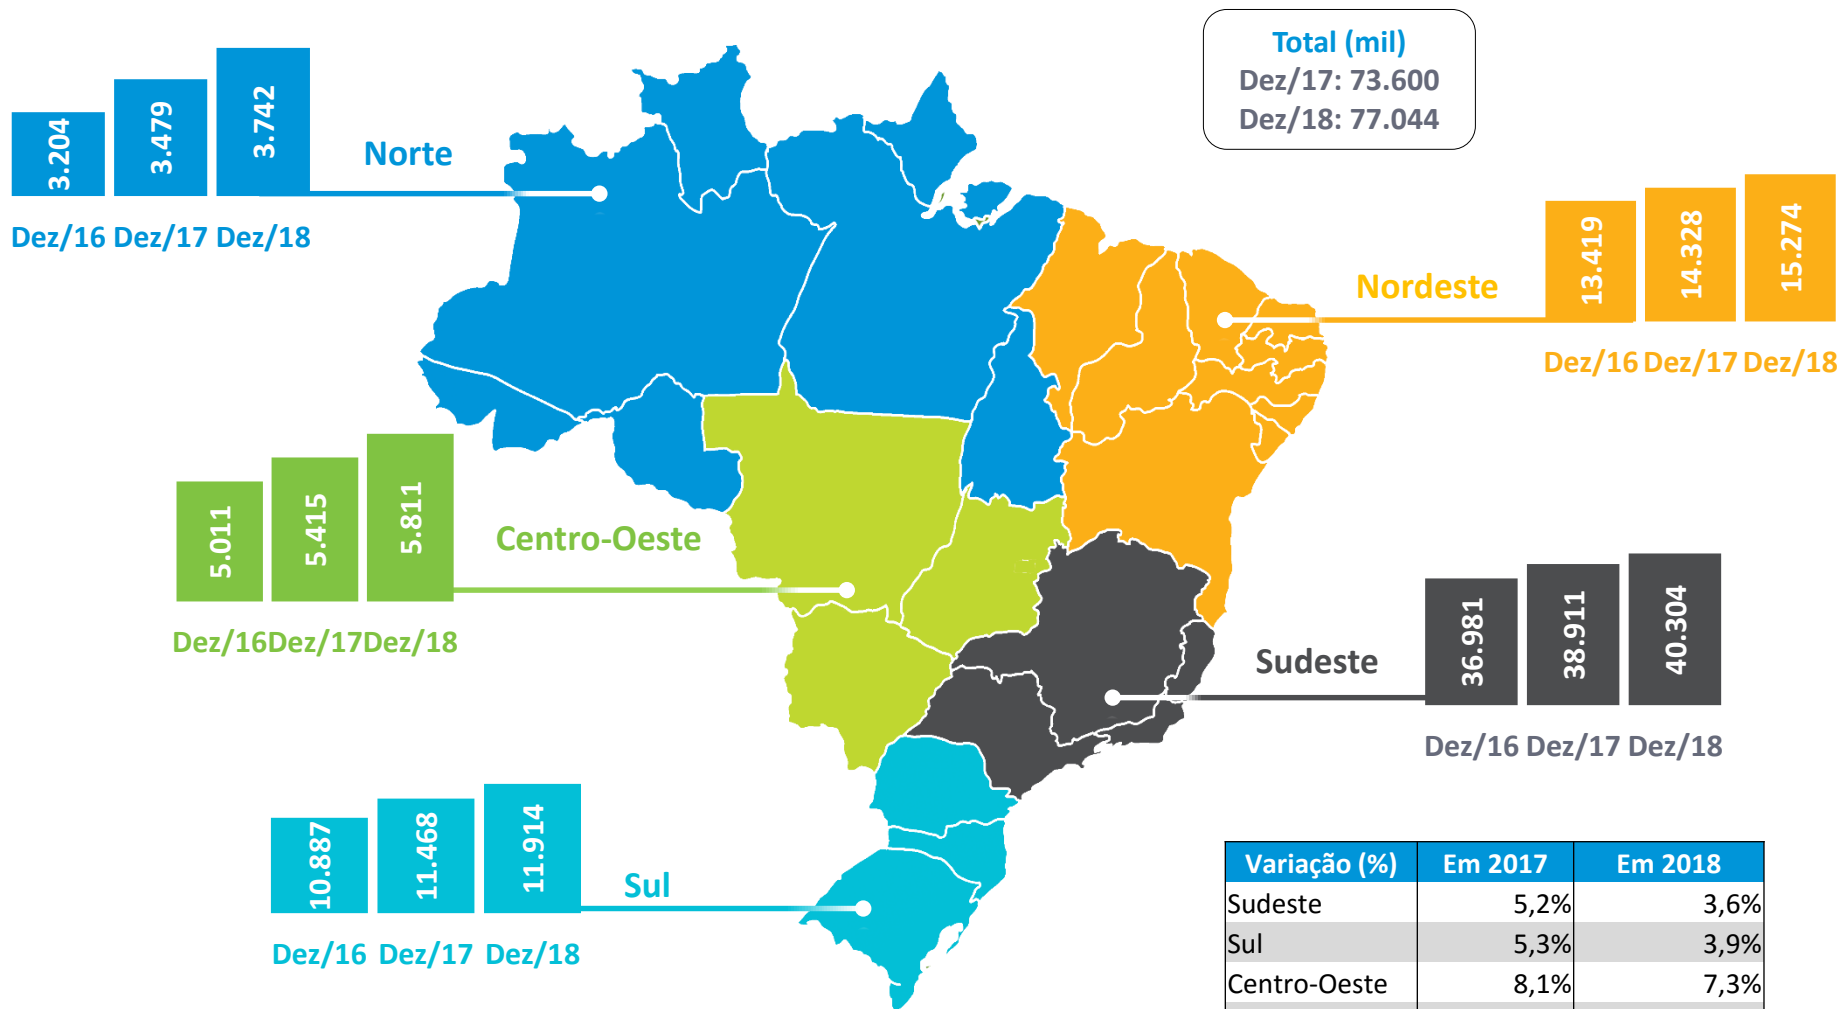 Total (mil)
Dez/17: 73.600
Dez/18: 77.044
3.204
3.479
3.742
Norte
Dez/16 Dez/17 Dez/18
13.419
14.328
15.274
Nordeste
Dez/16 Dez/17 Dez/18
5.011
5.415
5.811
Centro-Oeste
Dez/16 Dez/17 Dez/18
36.981
38.911
40.304
Sudeste
Dez/16 Dez/17 Dez/18
10.887
11.468
11.914
Sul
Dez/16 Dez/17 Dez/18
Variação (%) Em 2017 Em 2018
Sudeste 5,2% 3,6%
Sul 5,3% 3,9%
Centro-Oeste 8,1% 7,3%